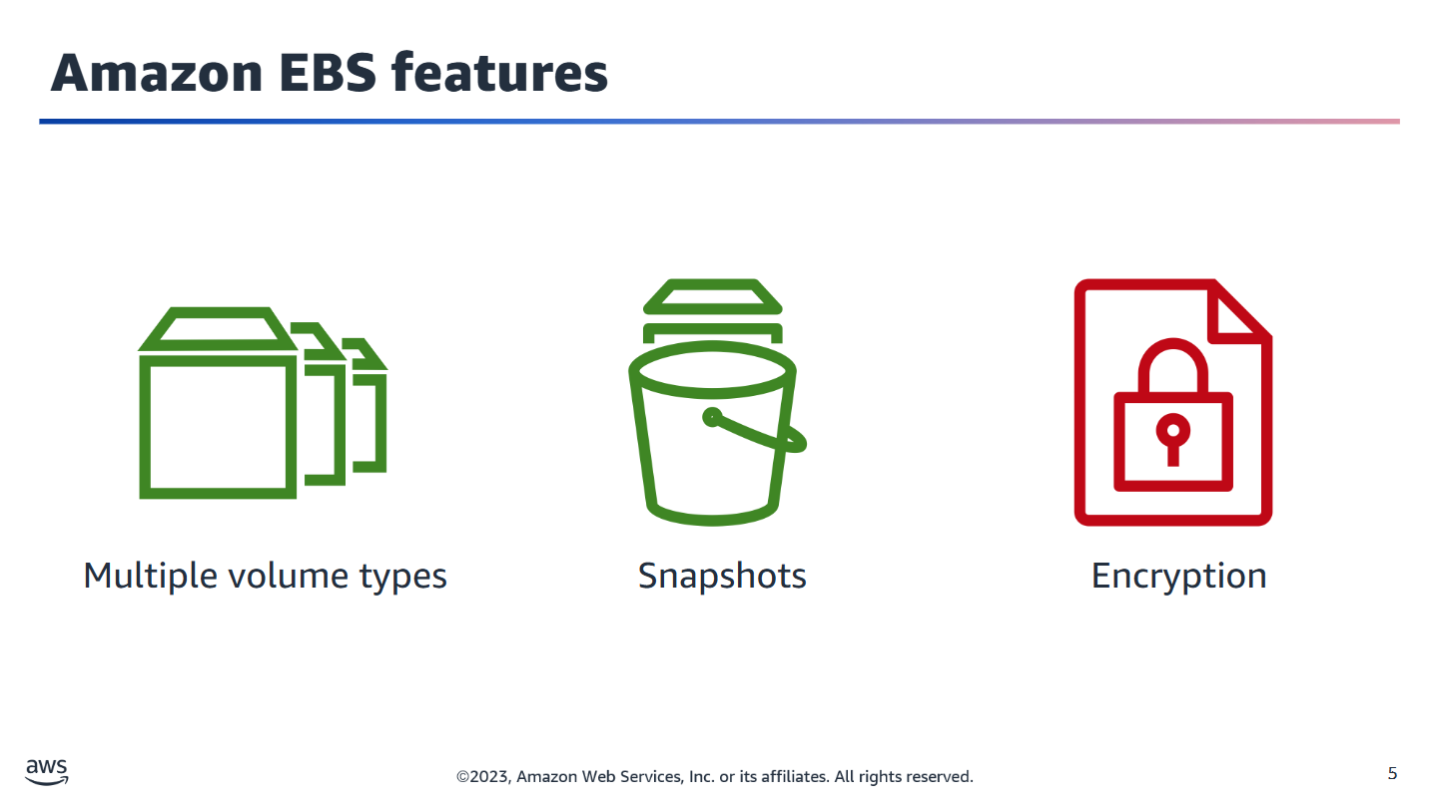 Amazon EBS features
Multiple volume types
Snapshots
Encryption
aws
©2023, Amazon Web Services, Inc. or its affiliates. All rights reserved.
5